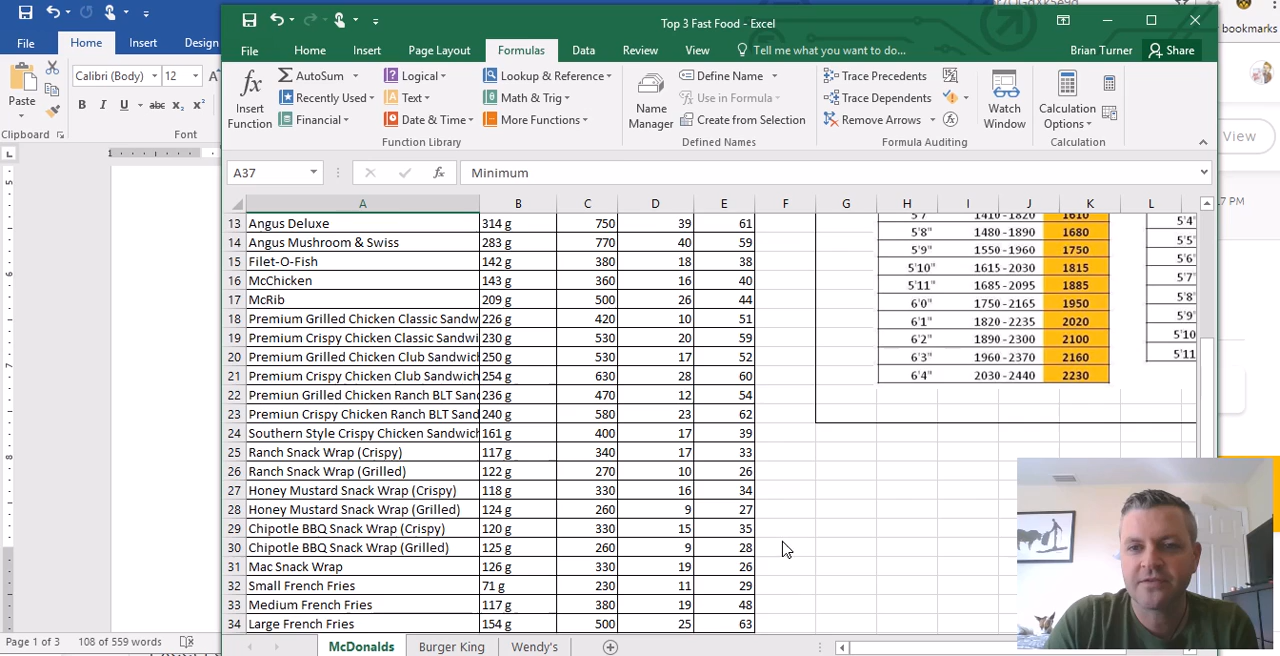 Top 3 Fast Food - Excel
bookmarks
File Home Insert Design
File Home Insert Page Layout Formulas Data Review View Tell me what you want to do... Brian Turner Share
Calibri (Body) 12
Paste
B I U abc x₂ x²
Clipboard Font
fx Insert Function
AutoSum Logical Lookup & Reference
Recently Used Text Math & Trig
Financial Date & Time More Functions
Function Library
Name Manager
Define Name
Use in Formula
Create from Selection
Defined Names
Trace Precedents
Trace Dependents
Remove Arrows
Formula Auditing
Watch Window
Calculation Options
Calculation
View
A37 fx Minimum
A B C D E F G H I J K L
13 Angus Deluxe 314 g 750 39 61
14 Angus Mushroom & Swiss 283 g 770 40 59
15 Filet-O-Fish 142 g 380 18 38
16 McChicken 143 g 360 16 40
17 McRib 209 g 500 26 44
18 Premium Grilled Chicken Classic Sandw 226 g 420 10 51
19 Premium Crispy Chicken Classic Sandwi 230 g 530 20 59
20 Premium Grilled Chicken Club Sandwich 250 g 530 17 52
21 Premium Crispy Chicken Club Sandwich 254 g 630 28 60
22 Premiun Grilled Chicken Ranch BLT San 236 g 470 12 54
23 Premiun Crispy Chicken Ranch BLT Sand 240 g 580 23 62
24 Southern Style Crispy Chicken Sandwich 161 g 400 17 39
25 Ranch Snack Wrap (Crispy) 117 g 340 17 33
26 Ranch Snack Wrap (Grilled) 122 g 270 10 26
27 Honey Mustard Snack Wrap (Crispy) 118 g 330 16 34
28 Honey Mustard Snack Wrap (Grilled) 124 g 260 9 27
29 Chipotle BBQ Snack Wrap (Crispy) 120 g 330 15 35
30 Chipotle BBQ Snack Wrap (Grilled) 125 g 260 9 28
31 Mac Snack Wrap 126 g 330 19 26
32 Small French Fries 71 g 230 11 29
33 Medium French Fries 117 g 380 19 48
34 Large French Fries 154 g 500 25 63
5'7" 1410-1820 1610
5'8" 1480-1890 1680
5'9" 1550-1960 1750
5'10" 1615-2030 1815
5'11" 1685-2095 1885
6'0" 1750-2165 1950
6'1" 1820-2235 2020
6'2" 1890-2300 2100
6'3" 1960-2370 2160
6'4" 2030-2440 2230
5'4"
5'5"
5'6"
5'7"
5'8"
5'9"
5'10
5'11
7 PM
McDonalds Burger King Wendy's
Page 1 of 3 108 of 559 words